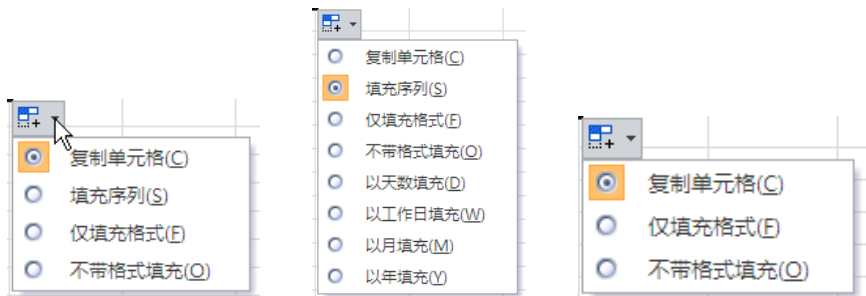 复制单元格(C)
填充序列(S)
仅填充格式(F)
不带格式填充(O)
复制单元格(C)
填充序列(S)
仅填充格式(F)
不带格式填充(O)
以天数填充(D)
以工作日填充(W)
以月填充(M)
以年填充(Y)
复制单元格(C)
仅填充格式(F)
不带格式填充(O)